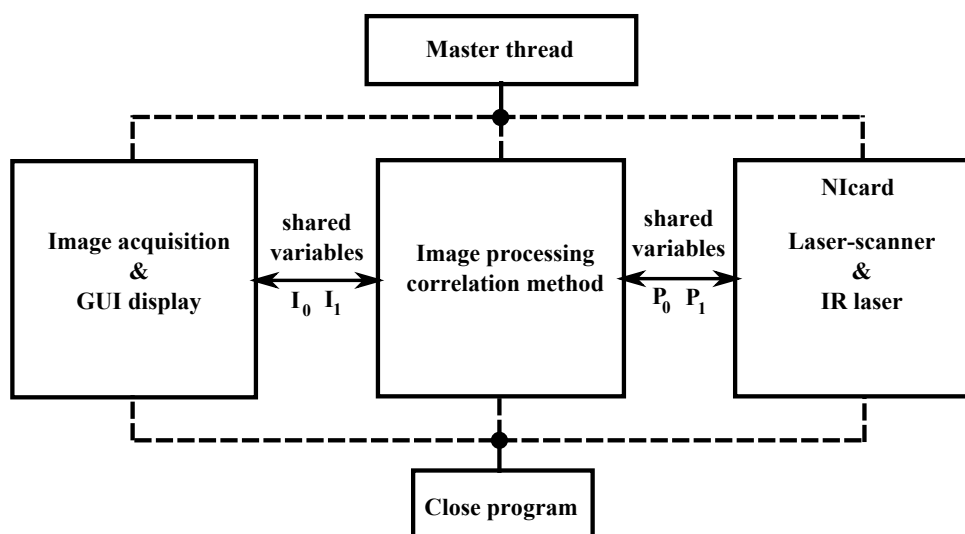 Master thread
Image acquisition
&
GUI display
shared
variables
I₀ I₁
Image processing
correlation method
shared
variables
P₀ P₁
NIcard
Laser-scanner
&
IR laser
Close program